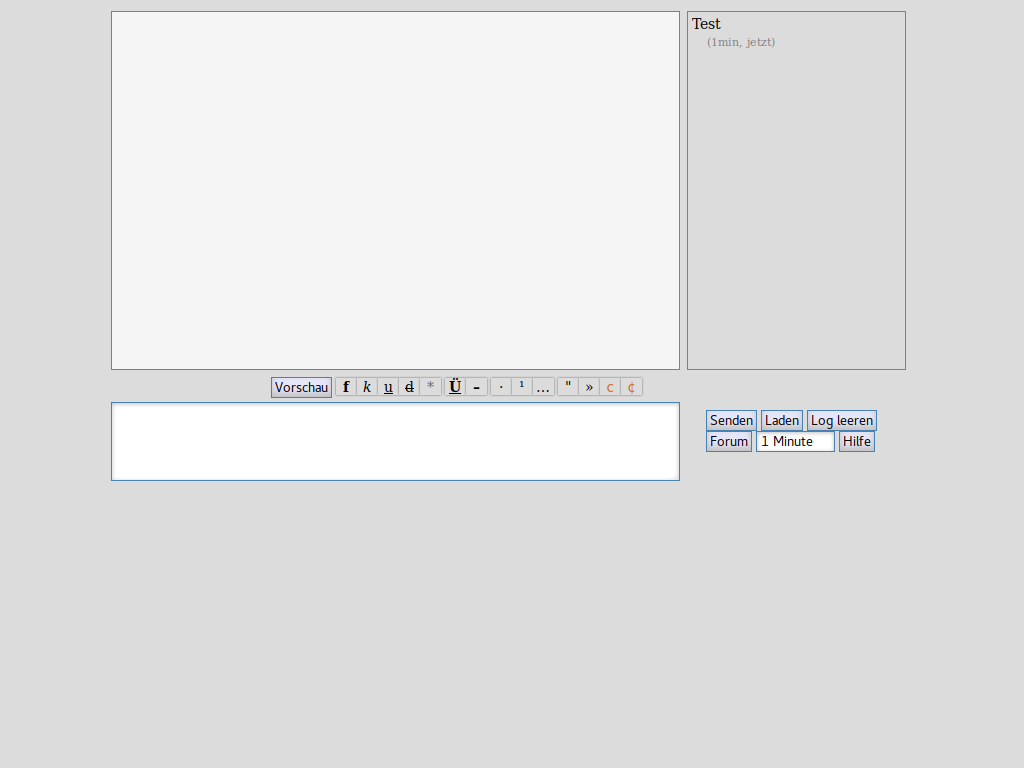 Test
(1min, jetzt)
Vorschau f k u d * Ü – · ¹ … " » c ¢
Senden Laden Log leeren
Forum 1 Minute Hilfe